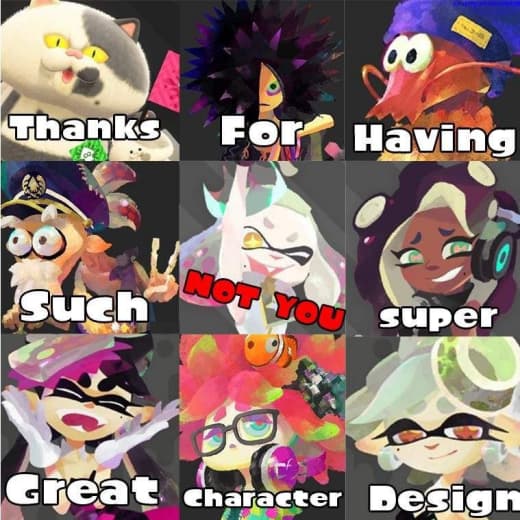 Thanks
For
Having
Such
NOT YOU
super
Great
Character
Design